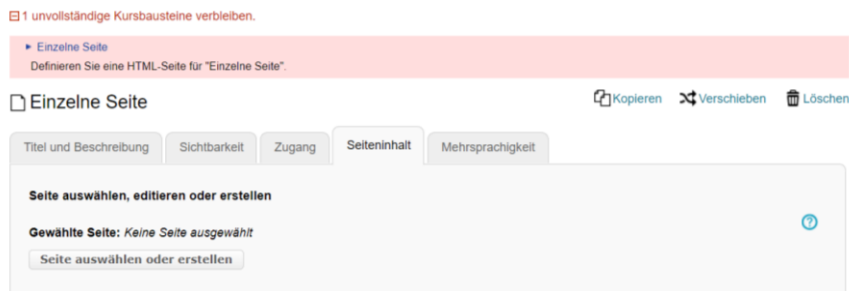 1 unvollständige Kursbausteine verbleiben.
Einzelne Seite
Definieren Sie eine HTML-Seite für "Einzelne Seite".
Einzelne Seite
Kopieren Verschieben Löschen
Titel und Beschreibung Sichtbarkeit Zugang Seiteninhalt Mehrsprachigkeit
Seite auswählen, editieren oder erstellen
Gewählte Seite: Keine Seite ausgewählt
Seite auswählen oder erstellen